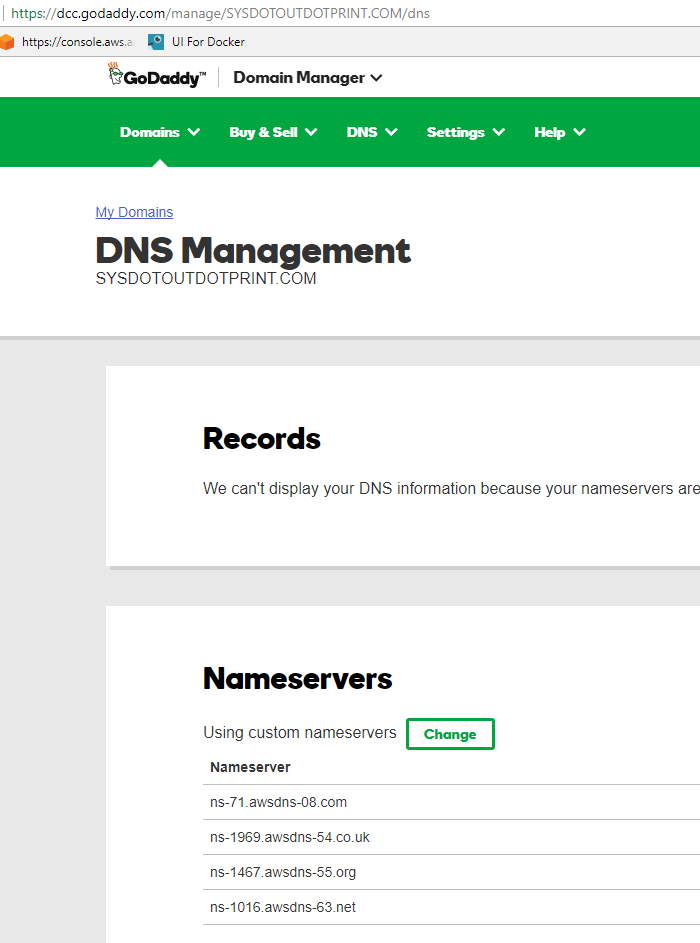 https://dcc.godaddy.com/manage/SYSDOTOUTDOTPRINT.COM/dns
https://console.aws.a UI For Docker
GoDaddy™ Domain Manager
Domains Buy & Sell DNS Settings Help
My Domains
DNS Management
SYSDOTOUTDOTPRINT.COM
Records
We can't display your DNS information because your nameservers are
Nameservers
Using custom nameservers Change
Nameserver
ns-71.awsdns-08.com
ns-1969.awsdns-54.co.uk
ns-1467.awsdns-55.org
ns-1016.awsdns-63.net